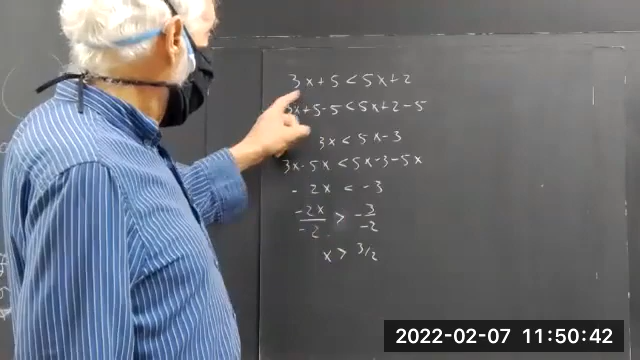 3x+5<5x+2
3x+5-5<5x+2-5
3x<5x-3
3x-5x<5x-3-5x
-2x<-3
-2x/-2 > -3/-2
x>3/2
2022-02-07 11:50:42